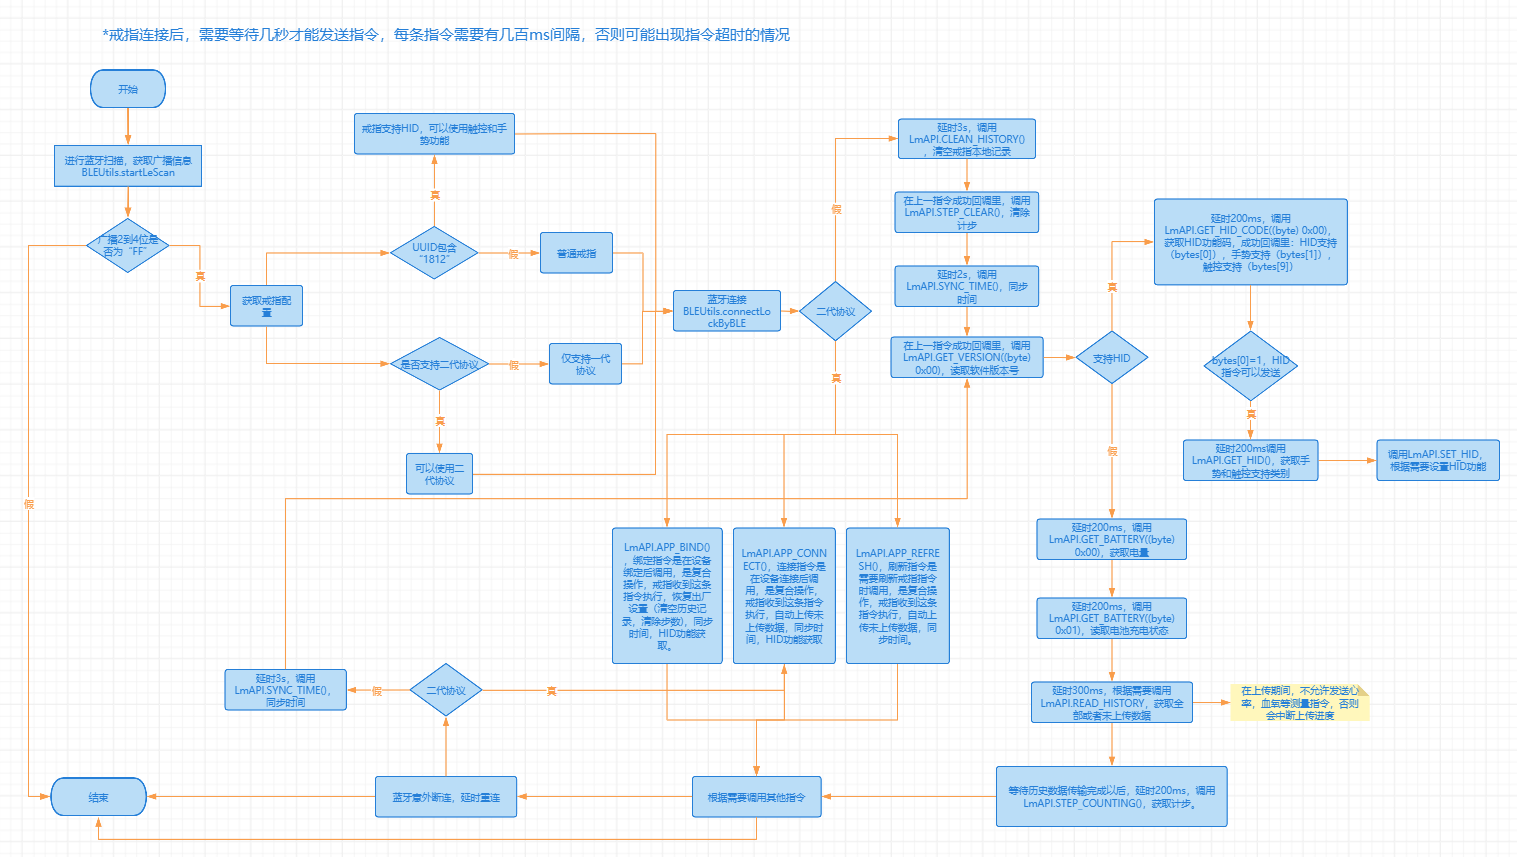 *戒指连接后，需要等待几秒才能发送指令，每条指令需要有几百ms间隔，否则可能出现指令超时的情况
开始
进行蓝牙扫描，获取广播信息
BLEUtils.startLeScan
广播2到4位是
否为“FF”
真
假
获取戒指配
置
戒指支持HID，可以使用触控和手
势功能
真
UUID包含
“1812”
假
普通戒指
是否支持二代协议
假
仅支持一代
协议
真
可以使用二
代协议
蓝牙连接
BLEUtils.connectLo
ckByBLE
二代协议
假
真
延时3s，调用
LmAPI.CLEAN_HISTORY()
，清空戒指本地记录
在上一指令成功回调里，调用
LmAPI.STEP_CLEAR()，清除
计步
延时2s，调用
LmAPI.SYNC_TIME()，同步
时间
在上一指令成功回调里，调用
LmAPI.GET_VERSION((byte)
0x00)，读取软件版本号
支持HID
真
假
延时200ms，调用
LmAPI.GET_HID_CODE((byte) 0x00)，
获取HID功能码，成功回调里：HID支持
（bytes[0]），手势支持（bytes[1]），
触控支持（bytes[9]）
bytes[0]=1，HID
指令可以发送
真
延时200ms调用
LmAPI.GET_HID()，获取手
势和触控支持类别
调用LmAPI.SET_HID，
根据需要设置HID功能
延时200ms，调用
LmAPI.GET_BATTERY((byte)
0x00)，获取电量
延时200ms，调用
LmAPI.GET_BATTERY((byte)
0x01)，读取电池充电状态
延时300ms，根据需要调用
LmAPI.READ_HISTORY，获取全
部或者未上传数据
在上传期间，不允许发送心
率，血氧等测量指令，否则
会中断上传进度
等待历史数据传输完成以后，延时200ms，调用
LmAPI.STEP_COUNTING()，获取计步。
LmAPI.APP_BIND()
，绑定指令是在设备
绑定后调用，是复合
操作，戒指收到这条
指令执行，恢复出厂
设置（清空历史记
录，清除步数)，同步
时间，HID功能获
取。
LmAPI.APP_CONN
ECT()，连接指令是
在设备连接后调
用，是复合操作，
戒指收到这条指令
执行，自动上传未
上传数据，同步时
间，HID功能获取
LmAPI.APP_REFRE
SH()，刷新指令是
需要刷新戒指指令
时调用，是复合操
作，戒指收到这条
指令执行，自动上
传未上传数据，同
步时间。
延时3s，调用
LmAPI.SYNC_TIME()，
同步时间
假
二代协议
真
结束
蓝牙意外断连，延时重连
根据需要调用其他指令